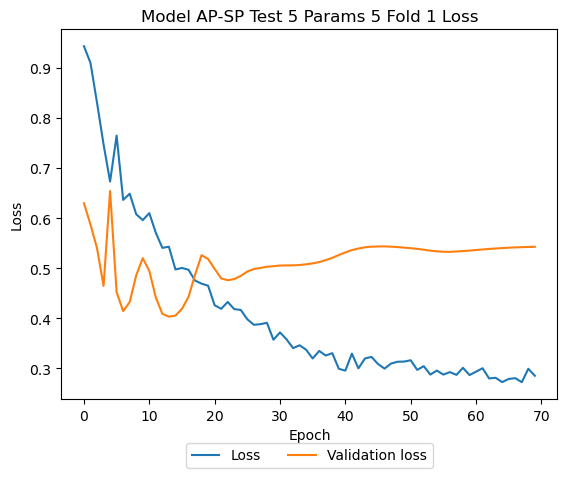 Model AP-SP Test 5 Params 5 Fold 1 Loss
Loss
0.9
0.8
0.7
0.6
0.5
0.4
0.3
0 10 20 30 40 50 60 70
Epoch
Loss Validation loss